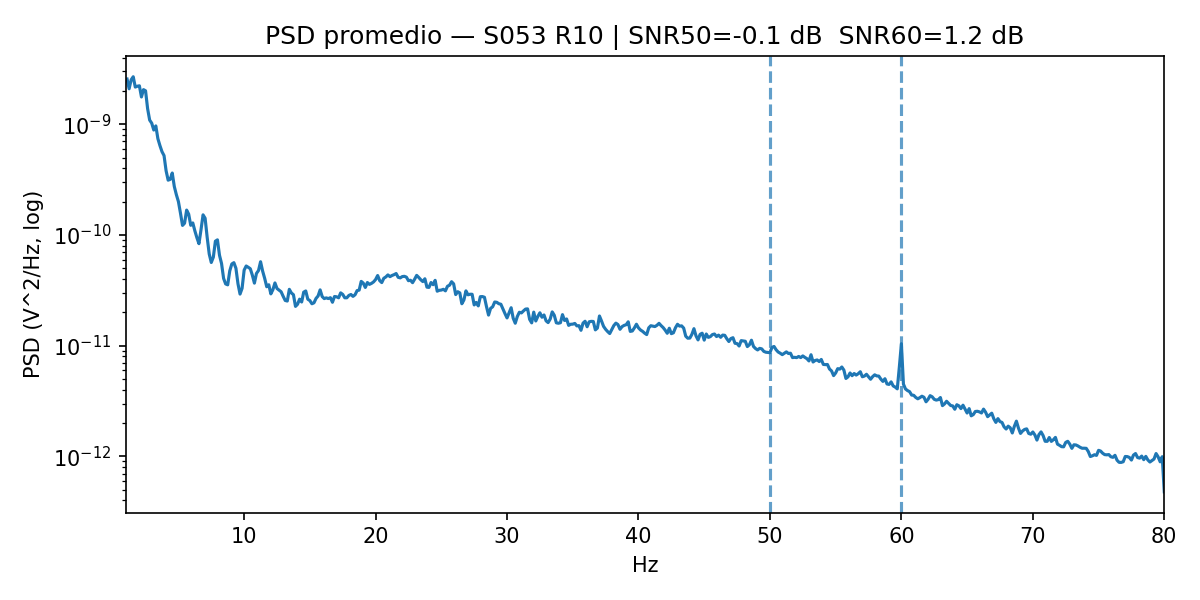 PSD promedio — S053 R10 | SNR50=-0.1 dB  SNR60=1.2 dB
PSD (V^2/Hz, log)
10⁻⁹
10⁻¹⁰
10⁻¹¹
10⁻¹²
10 20 30 40 50 60 70 80
Hz